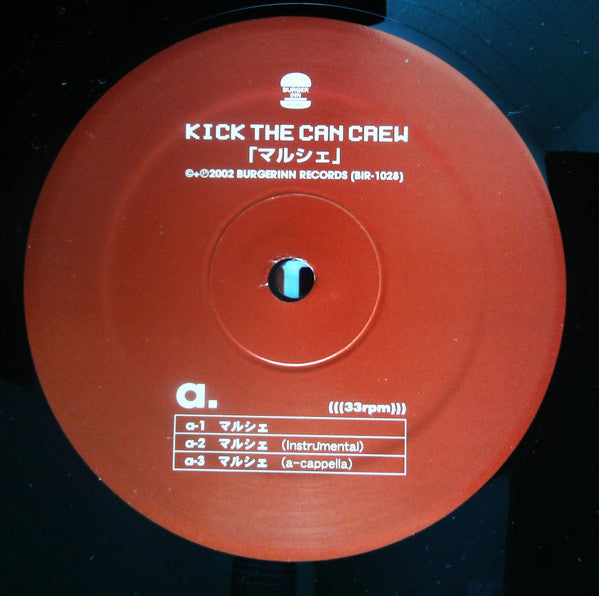 BURGER
INN
KICK THE CAN CREW
「マルシェ」
©+℗2002 BURGERINN RECORDS (BIR-1028)
a.
(((33rpm)))
a-1 マルシェ
a-2 マルシェ (Instrumental)
a-3 マルシェ (a-cappella)